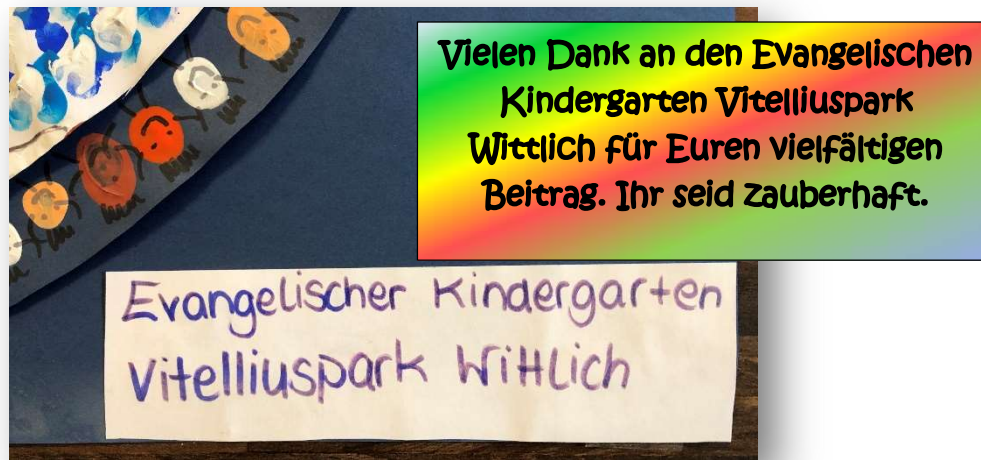 Vielen Dank an den Evangelischen
Kindergarten Vitelliuspark
Wittlich für Euren vielfältigen
Beitrag. Ihr seid zauberhaft.
Evangelischer Kindergarten
Vitelliuspark Wittlich